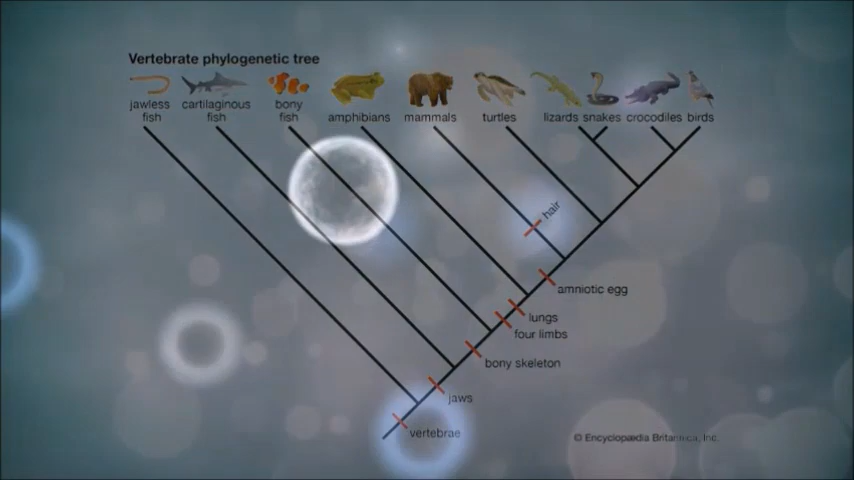 Vertebrate phylogenetic tree
jawless
fish
cartilaginous
fish
bony
fish
amphibians
mammals
turtles
lizards
snakes
crocodiles
birds
hair
amniotic egg
lungs
four limbs
bony skeleton
jaws
vertebrae
© Encyclopædia Britannica, Inc.